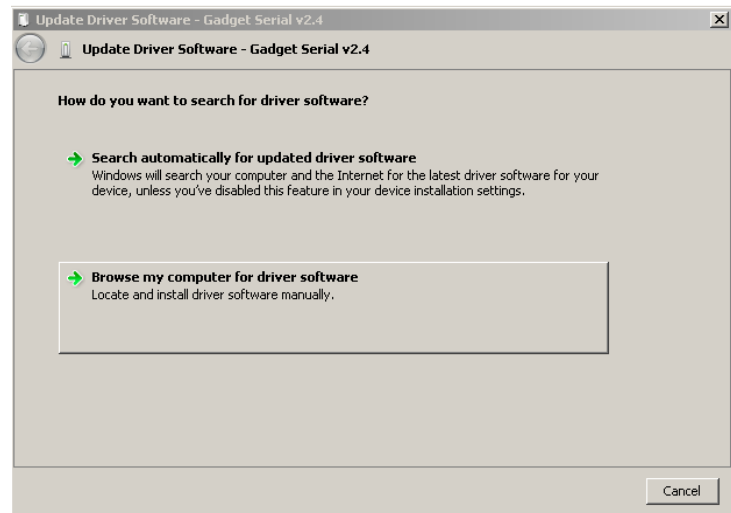 Update Driver Software - Gadget Serial v2.4
Update Driver Software - Gadget Serial v2.4
How do you want to search for driver software?
Search automatically for updated driver software
Windows will search your computer and the Internet for the latest driver software for your
device, unless you've disabled this feature in your device installation settings.
Browse my computer for driver software
Locate and install driver software manually.
Cancel